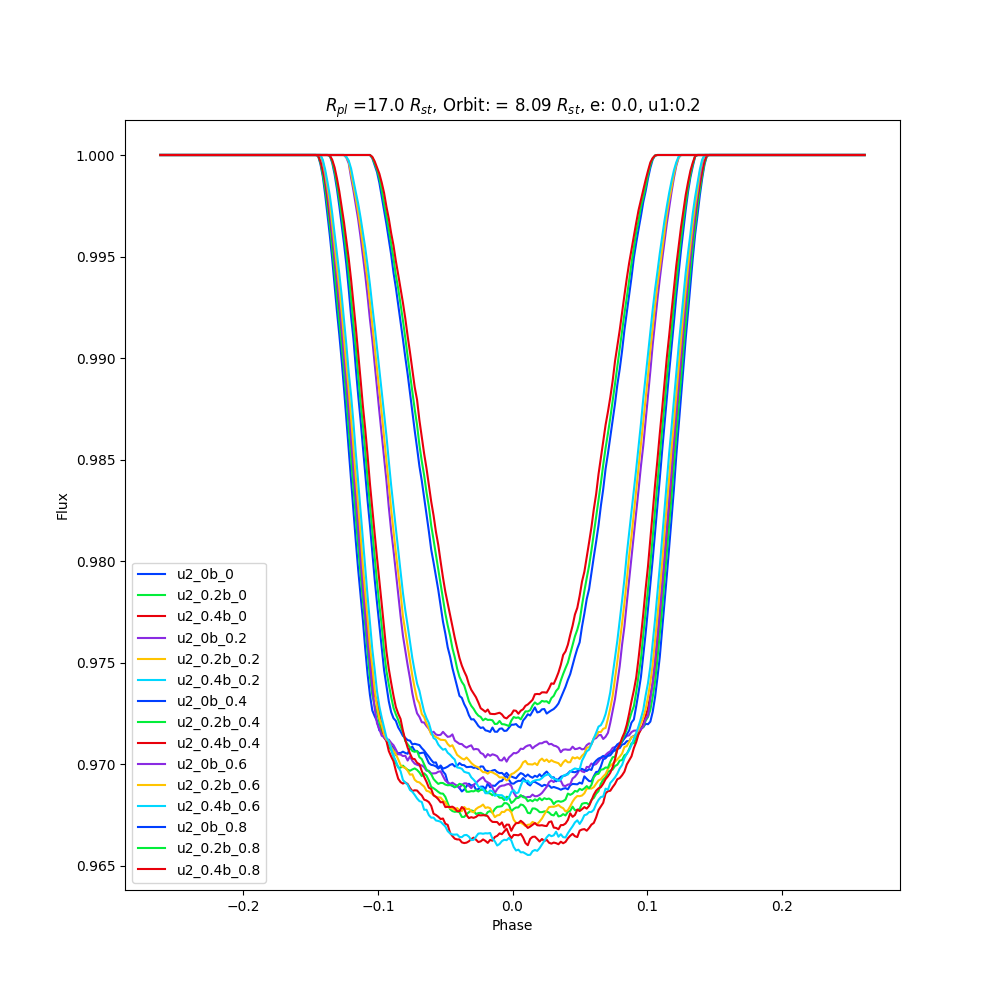 R_pl =17.0 R_st, Orbit: = 8.09 R_st, e: 0.0, u1:0.2
1.000
0.995
0.990
0.985
0.980
0.975
0.970
0.965
Flux
u2_0b_0
u2_0.2b_0
u2_0.4b_0
u2_0b_0.2
u2_0.2b_0.2
u2_0.4b_0.2
u2_0b_0.4
u2_0.2b_0.4
u2_0.4b_0.4
u2_0b_0.6
u2_0.2b_0.6
u2_0.4b_0.6
u2_0b_0.8
u2_0.2b_0.8
u2_0.4b_0.8
−0.2 −0.1 0.0 0.1 0.2
Phase